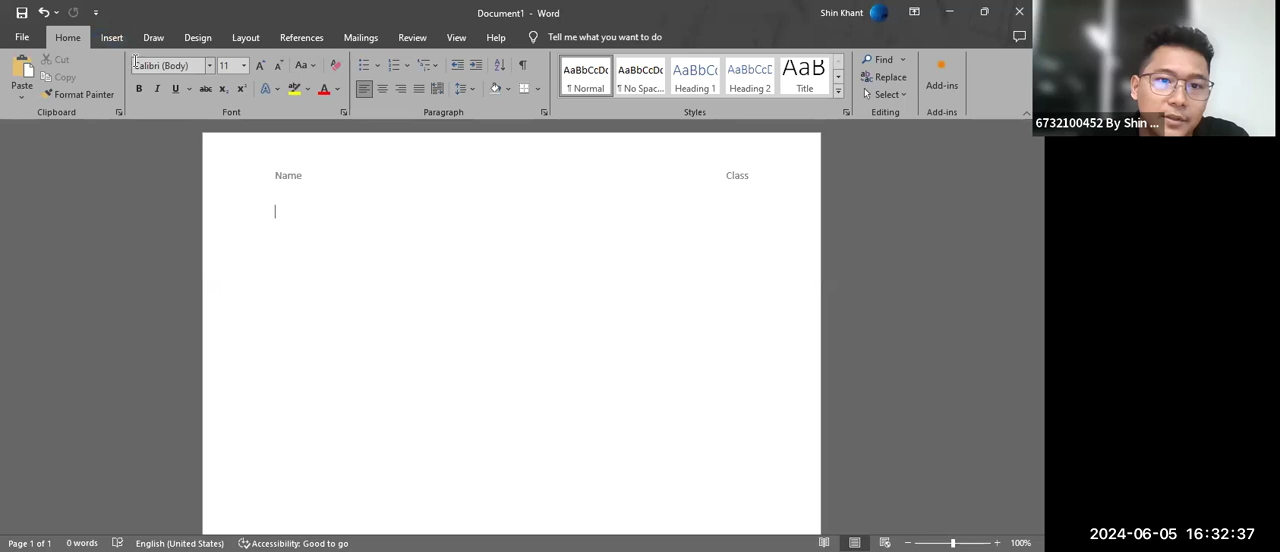 Document1 - Word
Shin Khant
File Home Insert Draw Design Layout References Mailings Review View Help Tell me what you want to do
Paste
Cut
Copy
Format Painter
Clipboard
Calibri (Body) 11
Font
Paragraph
AaBbCcDc AaBbCcDc AaBbCc AaBbCcD AaB
¶ Normal ¶ No Spac... Heading 1 Heading 2 Title
Styles
Find
Replace
Select
Editing
Add-ins
Add-ins
6732100452 By Shin ...
Name Class
Page 1 of 1 0 words English (United States) Accessibility: Good to go 100%
2024-06-05 16:32:37